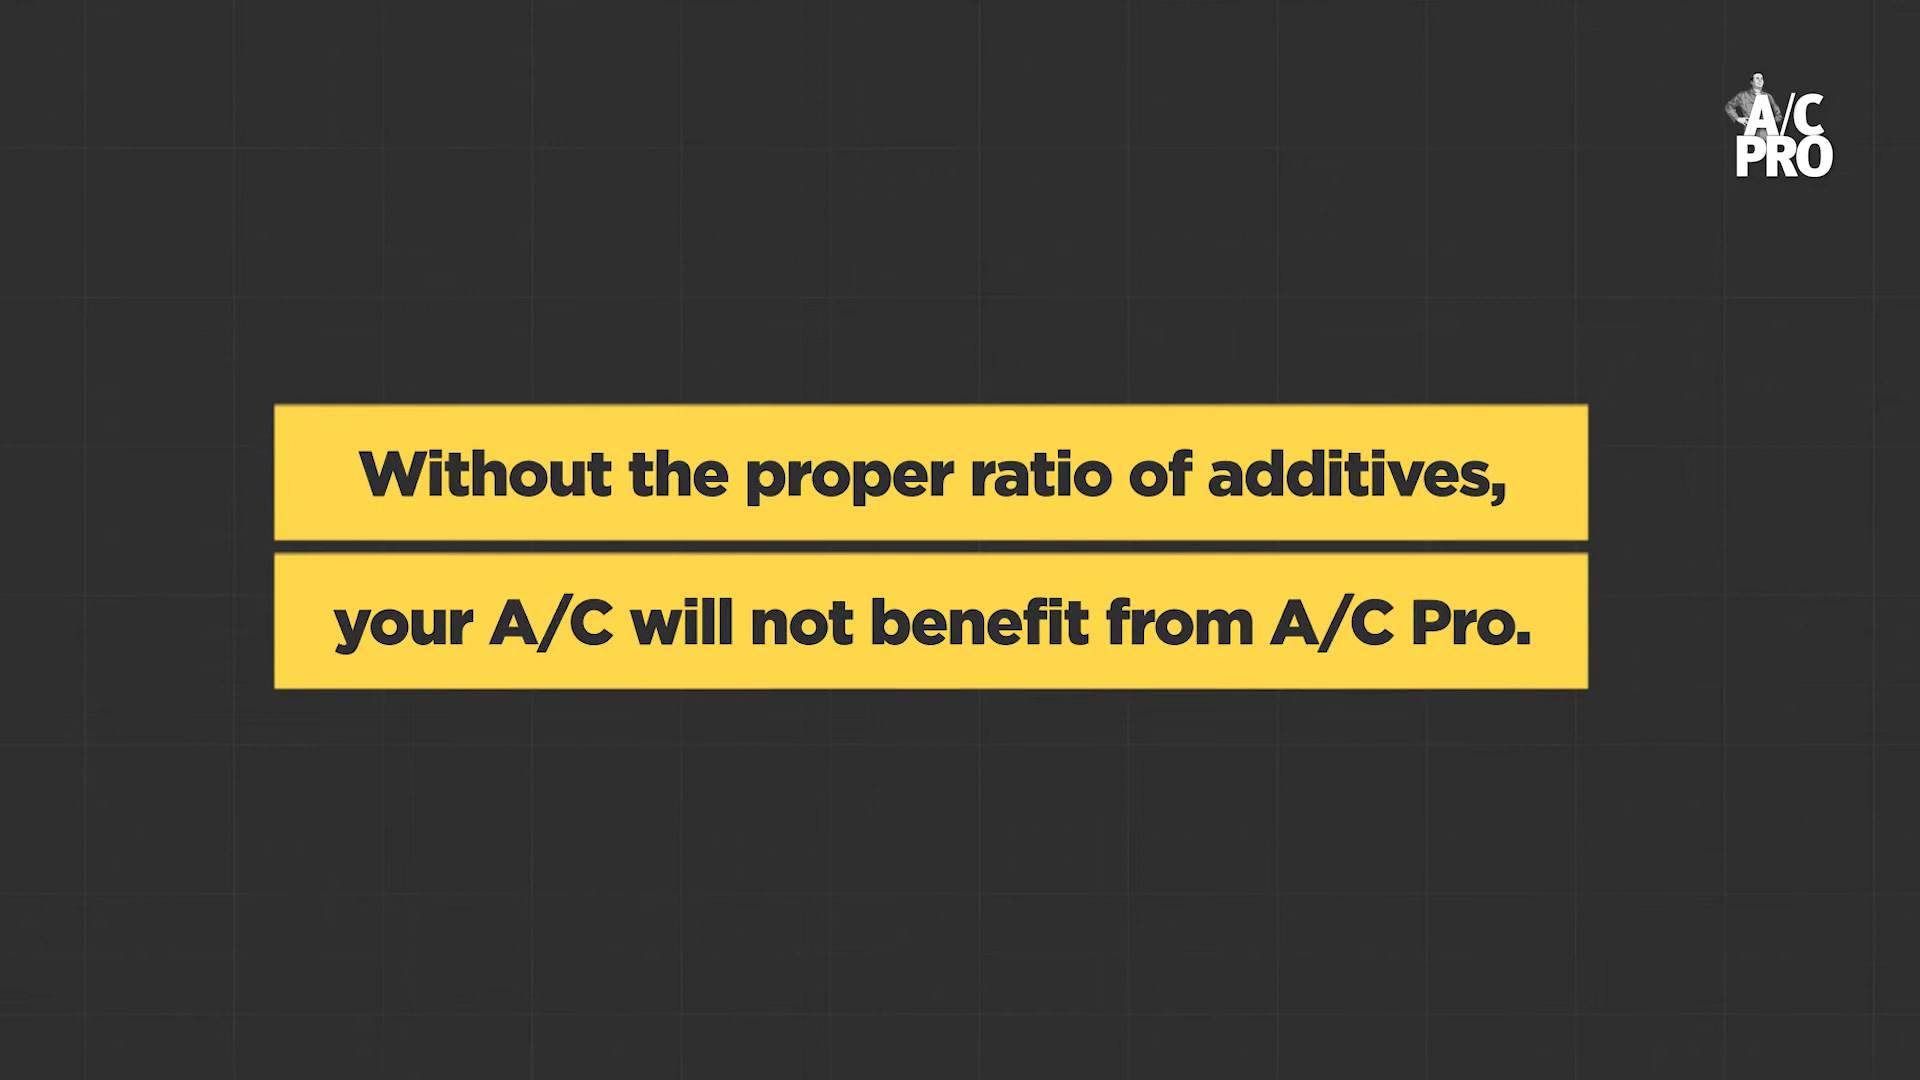 A/C
PRO
Without the proper ratio of additives,
your A/C will not benefit from A/C Pro.